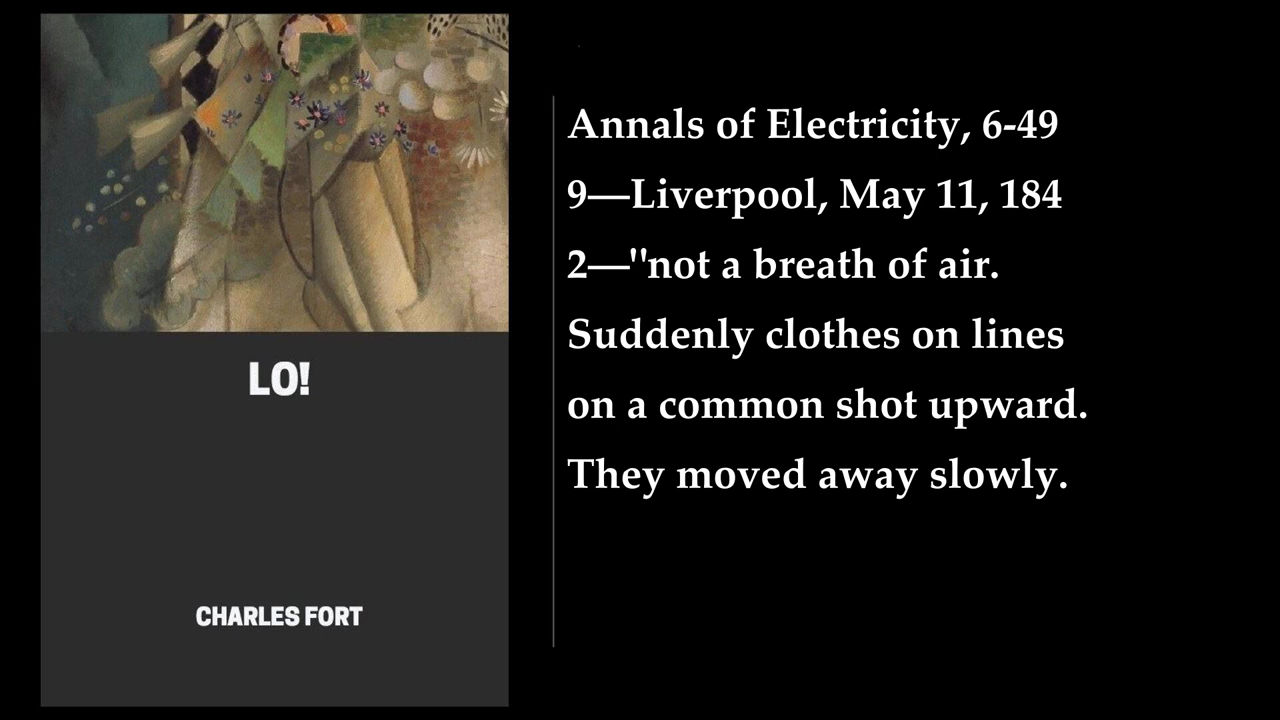 LO!
CHARLES FORT
Annals of Electricity, 6-49
9—Liverpool, May 11, 184
2—"not a breath of air.
Suddenly clothes on lines
on a common shot upward.
They moved away slowly.